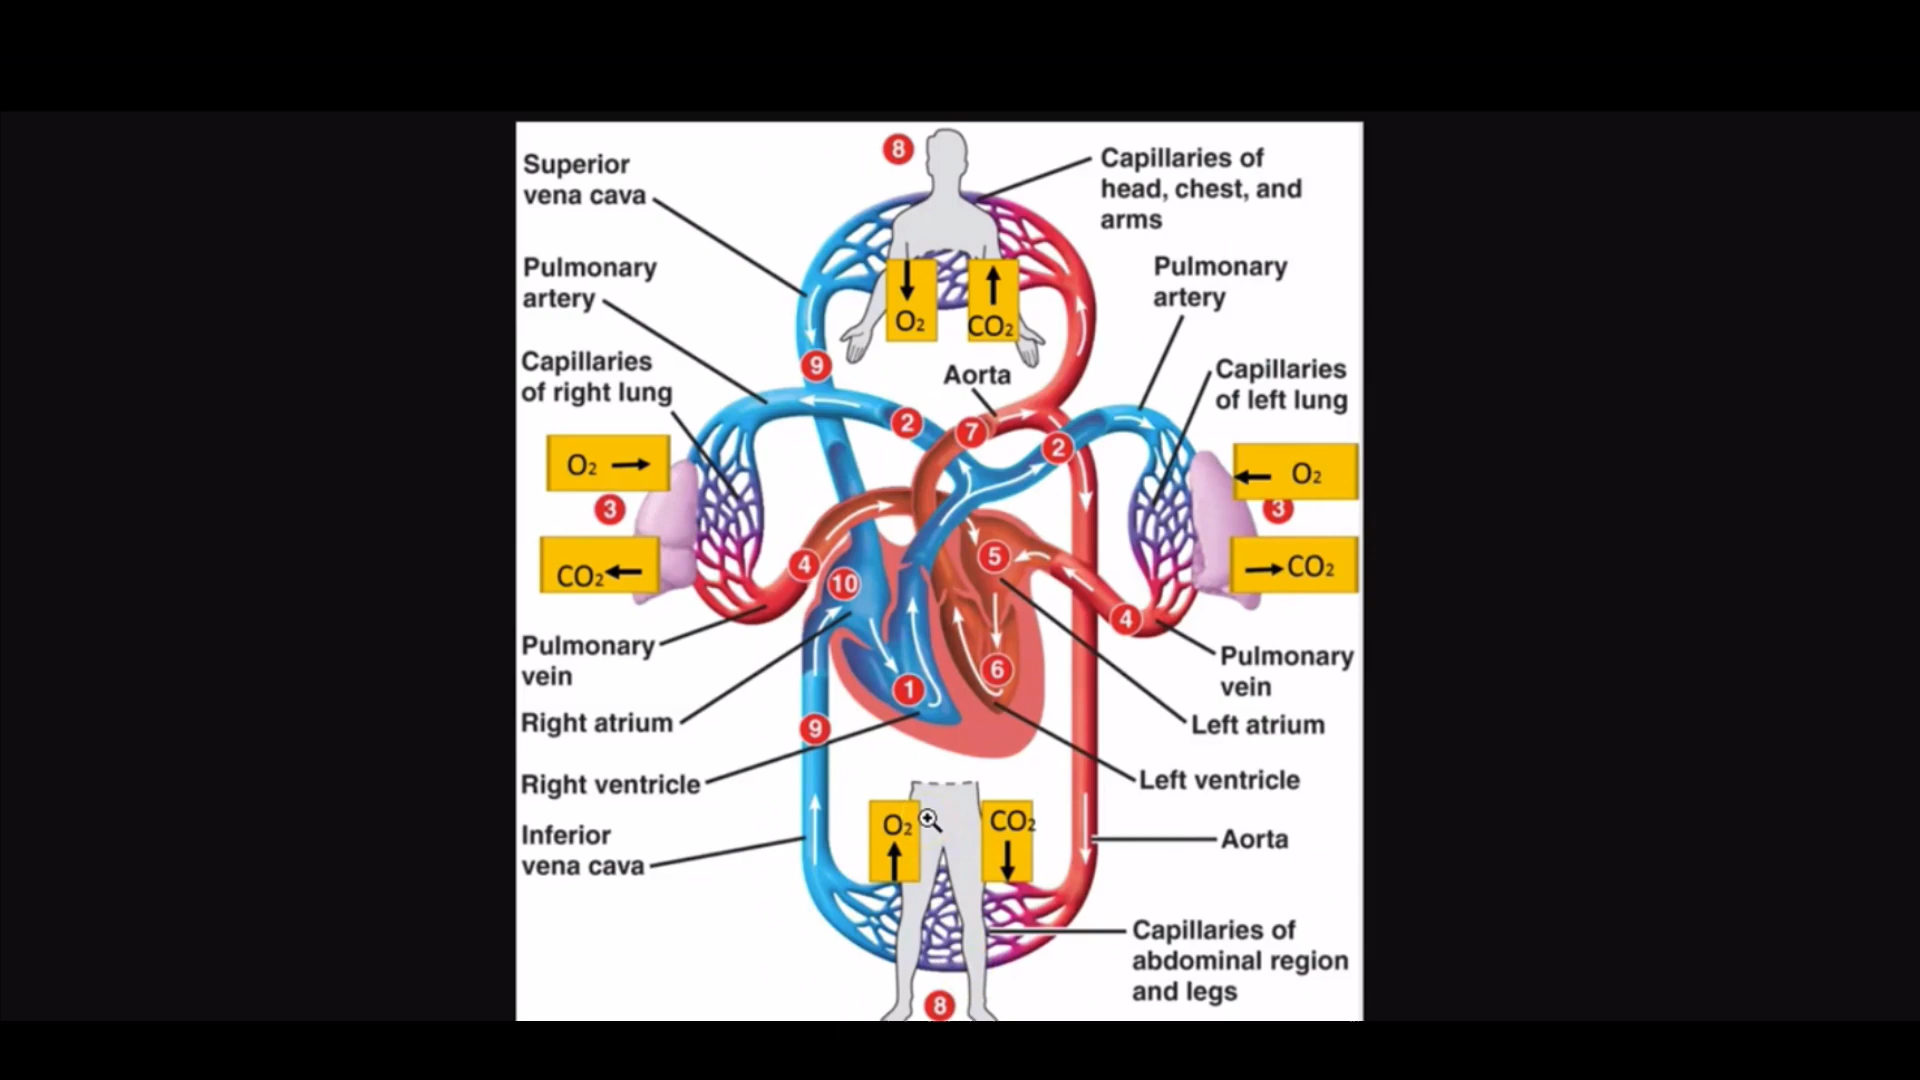 8
Superior
vena cava
Capillaries of
head, chest, and
arms
Pulmonary
artery
O₂
CO₂
Pulmonary
artery
Capillaries
of right lung
9
Aorta
Capillaries
of left lung
2
7
2
O₂
O₂
3
3
CO₂
4
10
5
CO₂
4
Pulmonary
vein
Pulmonary
vein
1
6
Right atrium
Left atrium
9
Right ventricle
Left ventricle
O₂
CO₂
Inferior
vena cava
Aorta
Capillaries of
abdominal region
and legs
8